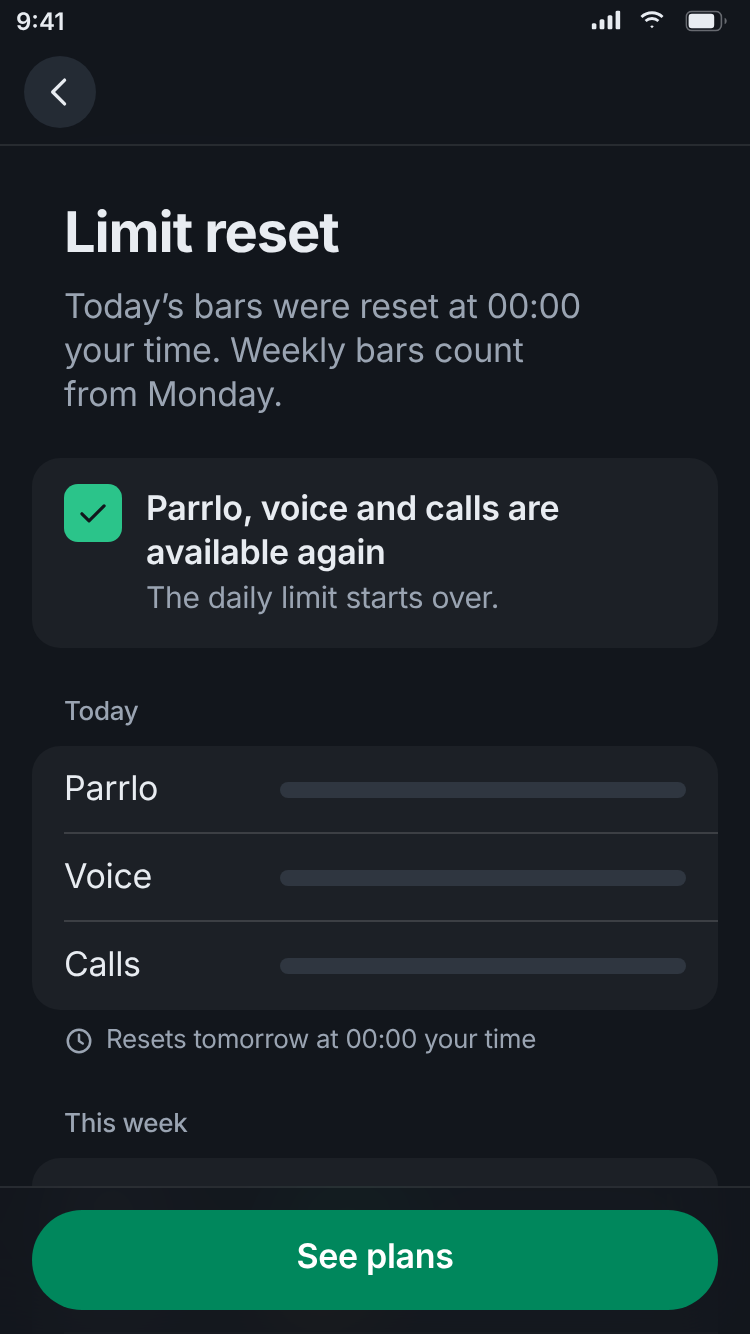 9:41
Limit reset
Today’s bars were reset at 00:00
your time. Weekly bars count
from Monday.
Parrlo, voice and calls are
available again
The daily limit starts over.
Today
Parrlo
Voice
Calls
Resets tomorrow at 00:00 your time
This week
See plans